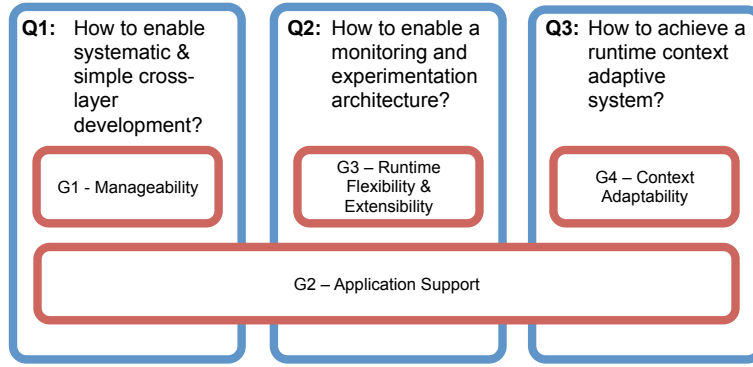 Q1: How to enable
systematic &
simple cross-
layer
development?
G1 - Manageability
Q2: How to enable a
monitoring and
experimentation
architecture?
G3 – Runtime
Flexibility &
Extensibility
Q3: How to achieve a
runtime context
adaptive
system?
G4 – Context
Adaptability
G2 – Application Support